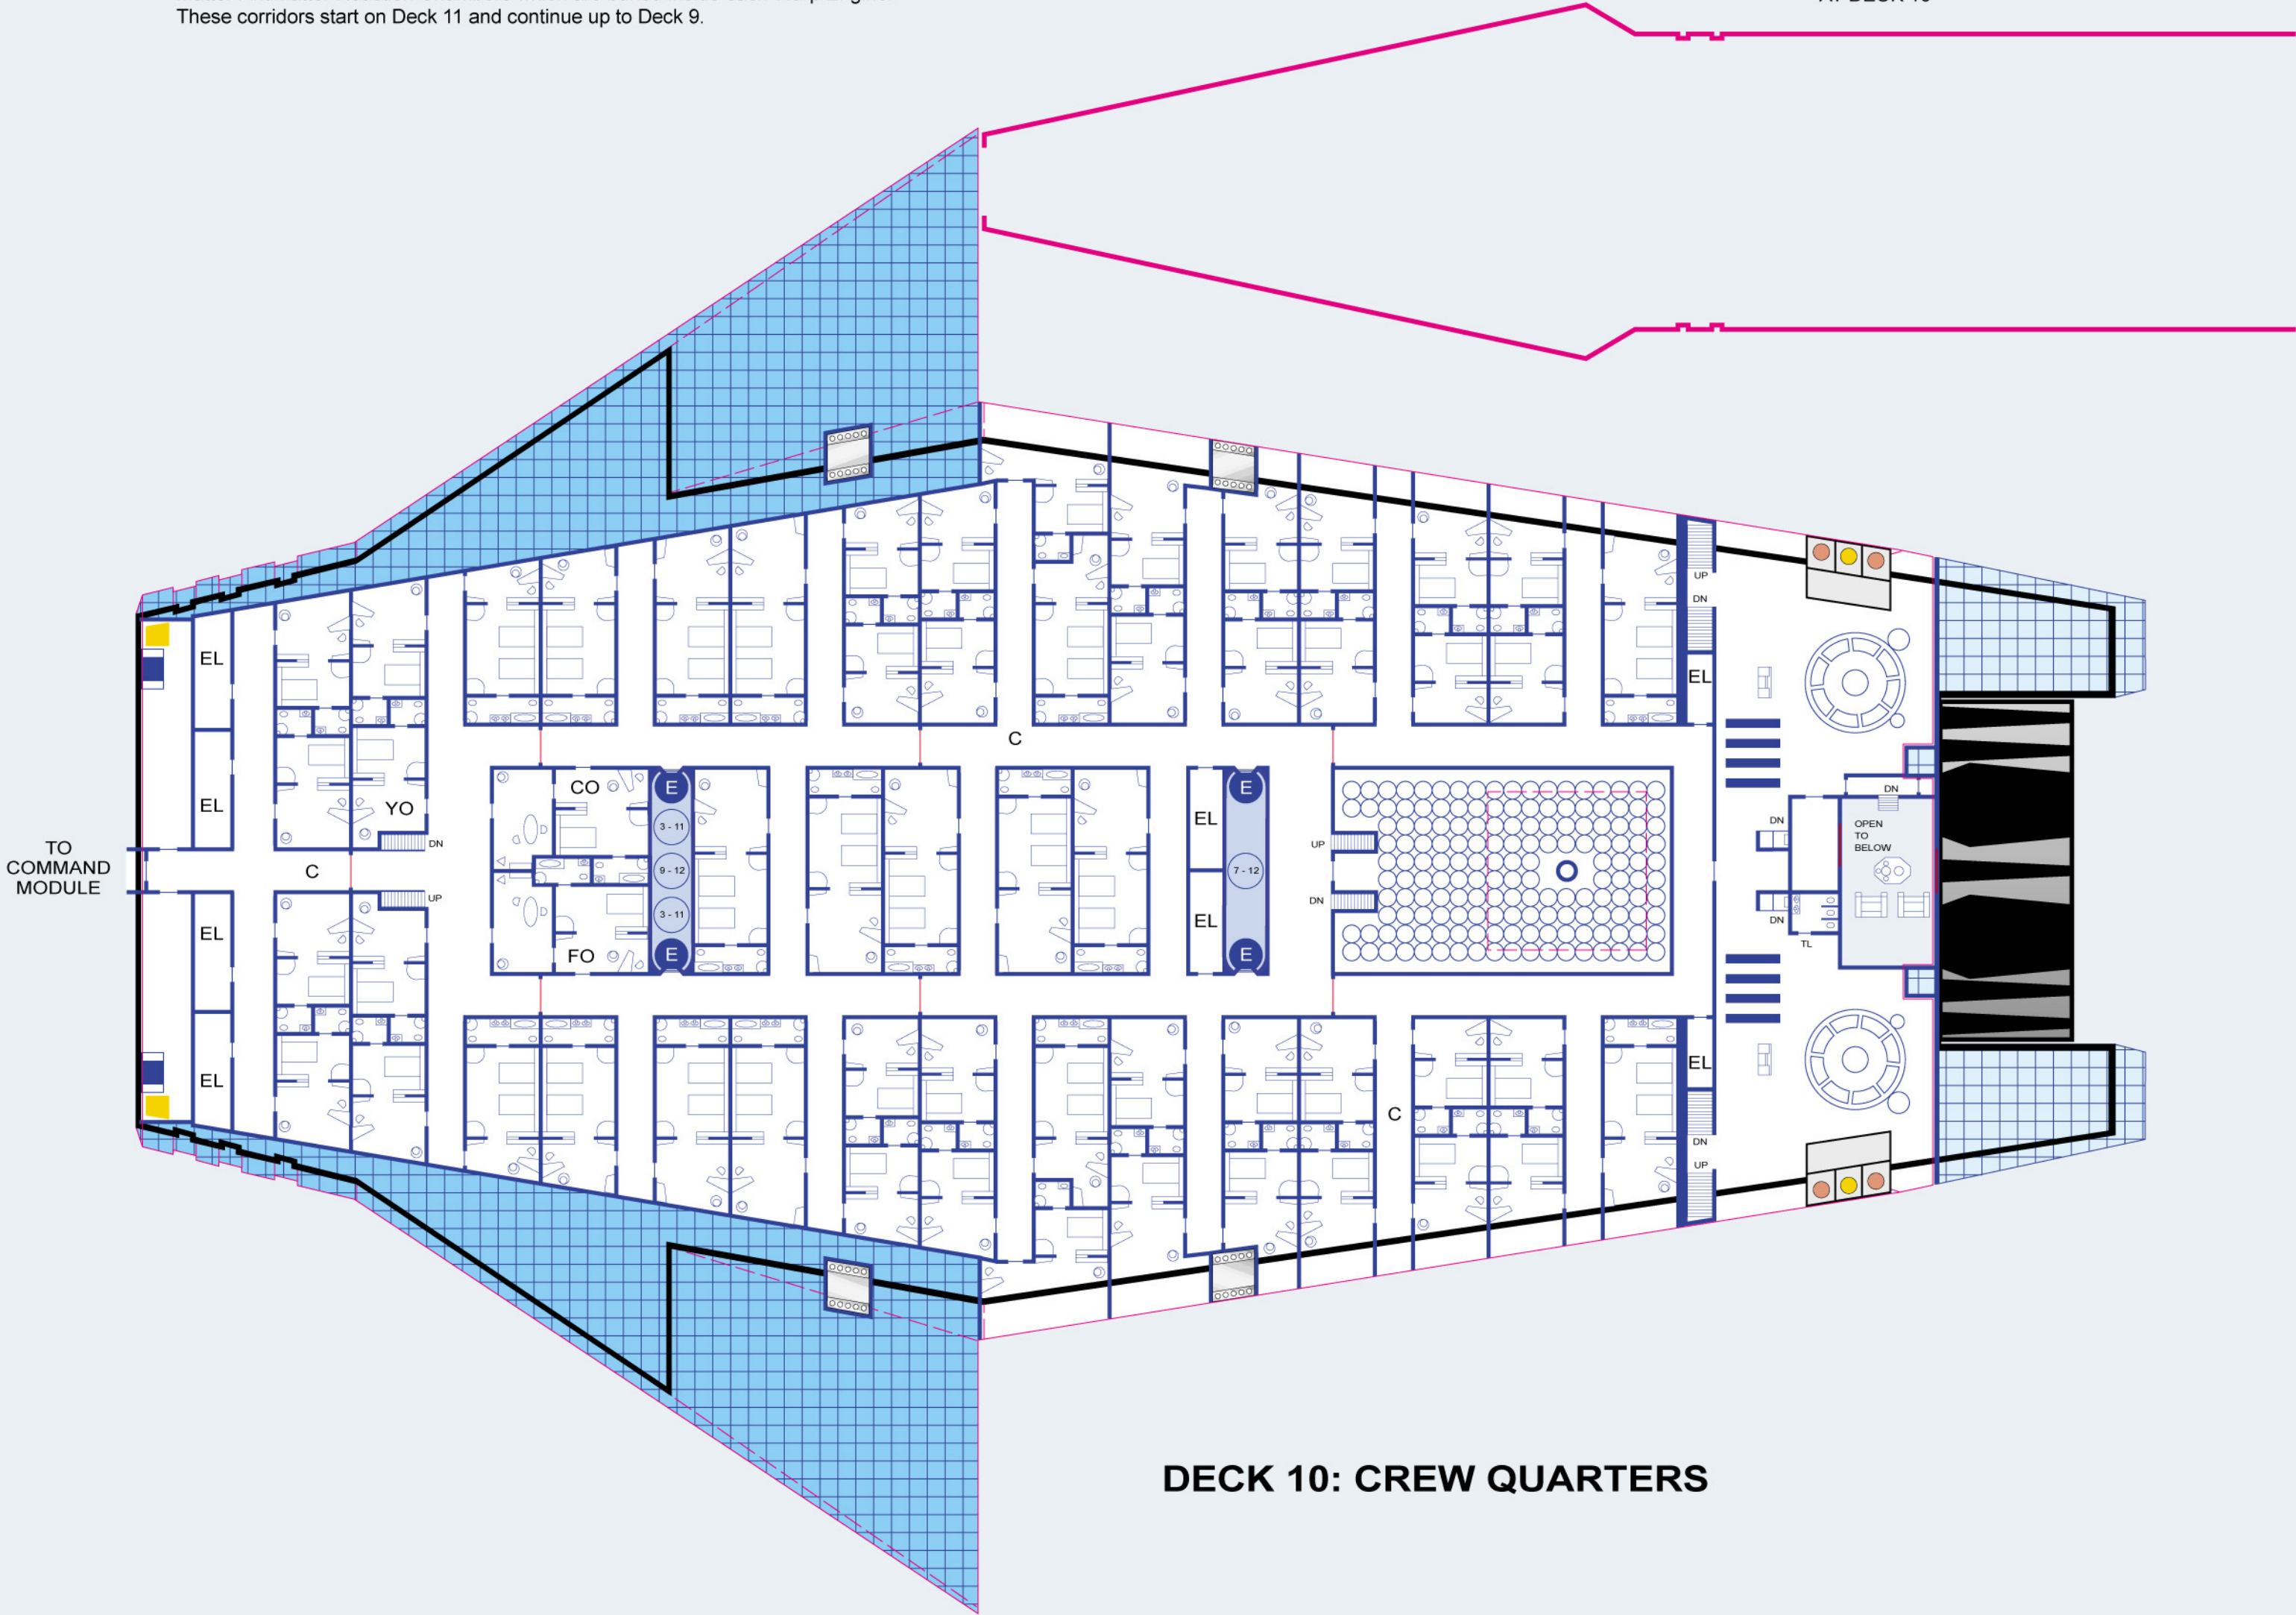 These corridors start on Deck 11 and continue up to Deck 9.
UP
DN
EL
EL
EL
C
CO
E
E
DN
EL
YO
3 - 11
EL
DN
OPEN
TO
BELOW
DN
UP
TO
COMMAND
MODULE
C
9 - 12
7 - 12
UP
DN
3 - 11
EL
DN
EL
FO
E
E
TL
EL
EL
C
DN
UP
DECK 10: CREW QUARTERS